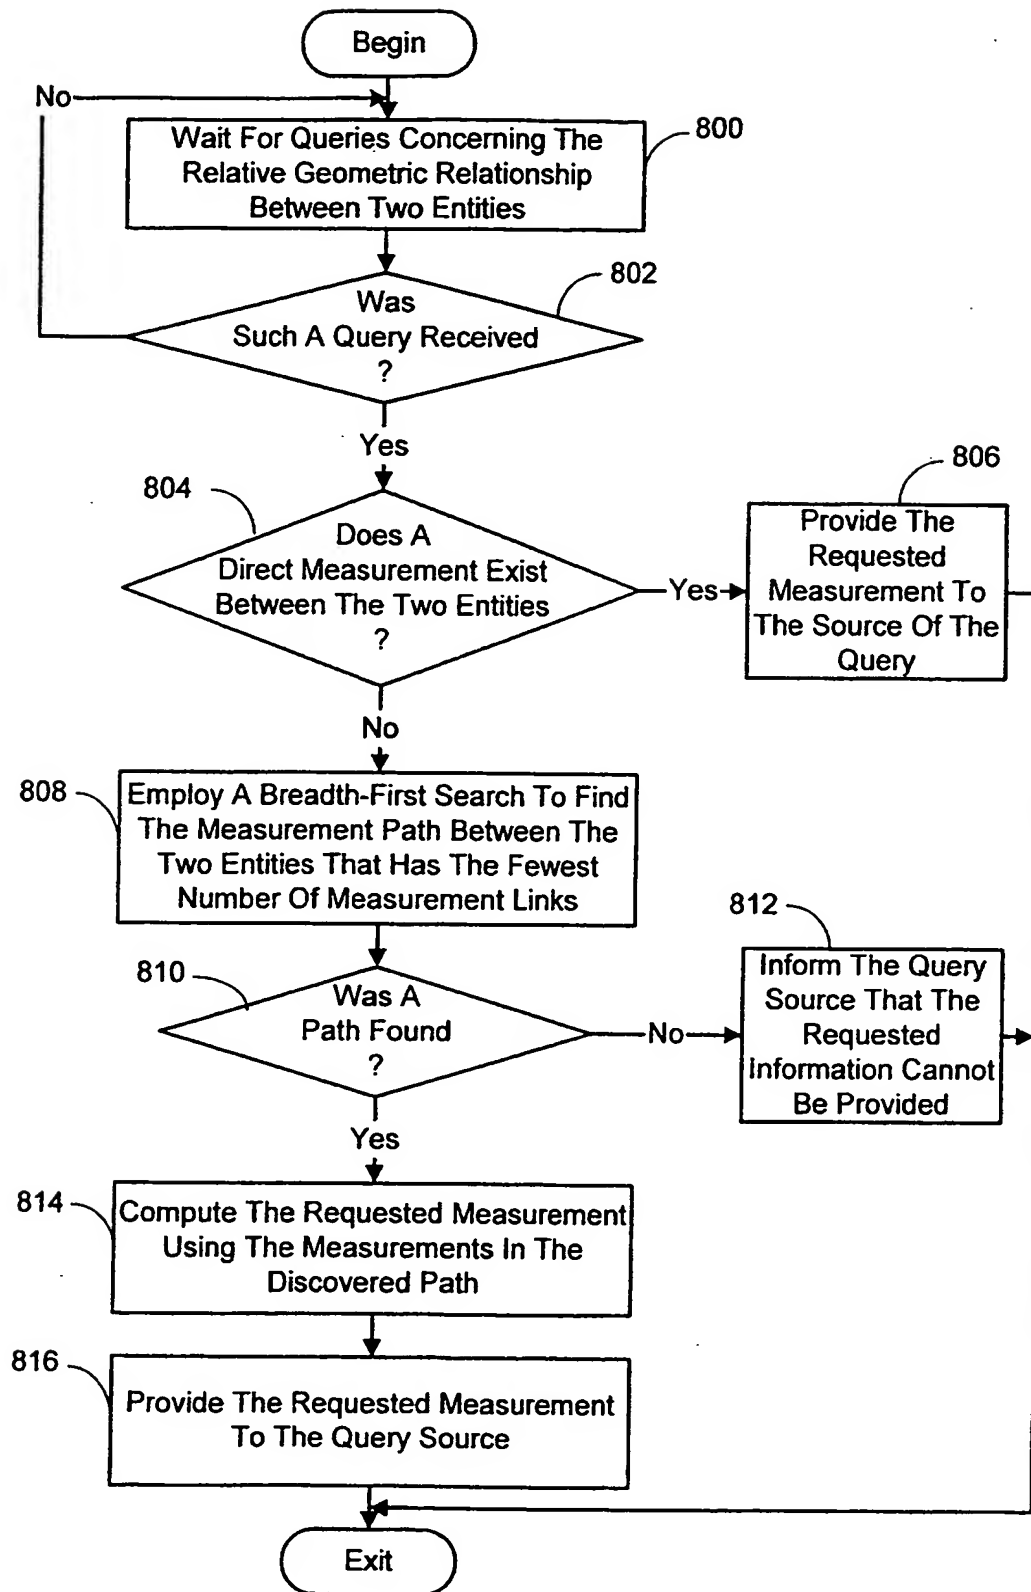 Begin
No
Wait For Queries Concerning The
Relative Geometric Relationship
Between Two Entities
800
802
Was
Such A Query Received
?
Yes
804
Does A
Direct Measurement Exist
Between The Two Entities
?
Yes
806
Provide The
Requested
Measurement To
The Source Of The
Query
No
808
Employ A Breadth-First Search To Find
The Measurement Path Between The
Two Entities That Has The Fewest
Number Of Measurement Links
810
Was A
Path Found
?
No
812
Inform The Query
Source That The
Requested
Information Cannot
Be Provided
Yes
814
Compute The Requested Measurement
Using The Measurements In The
Discovered Path
816
Provide The Requested Measurement
To The Query Source
Exit